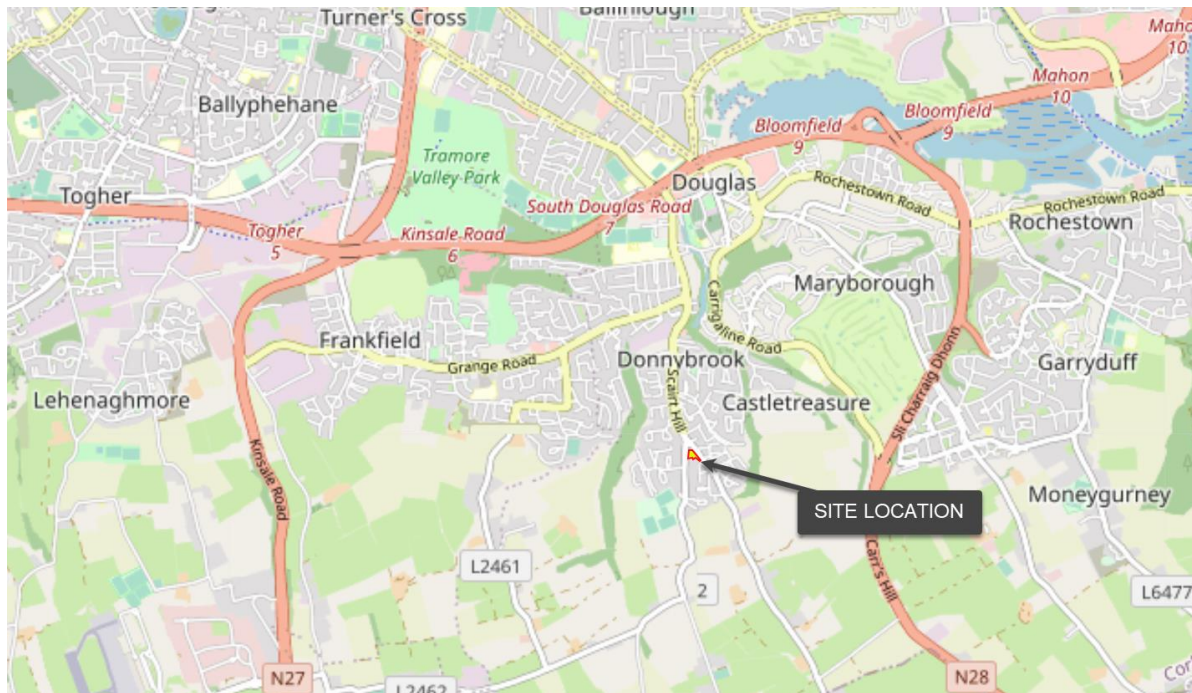 Turner's Cross
Ballinlough
Mahon
10
Mahon
10
Ballyphehane
Bloomfield
9
Bloomfield
9
Tramore
Valley Park
Togher
Douglas
Rochestown Road
Rochestown Road
Togher
5
Kinsale Road
6
South Douglas Road
7
Rochestown
Maryborough
Carrigaline Road
Frankfield
Grange Road
Donnybrook
Garryduff
Scairt Hill
Slí Charraig Dhonn
Lehenaghmore
Castletreasure
Kinsale Road
Moneygurney
SITE LOCATION
Carr's Hill
L2461
2
L6477
N27
N28
L2462